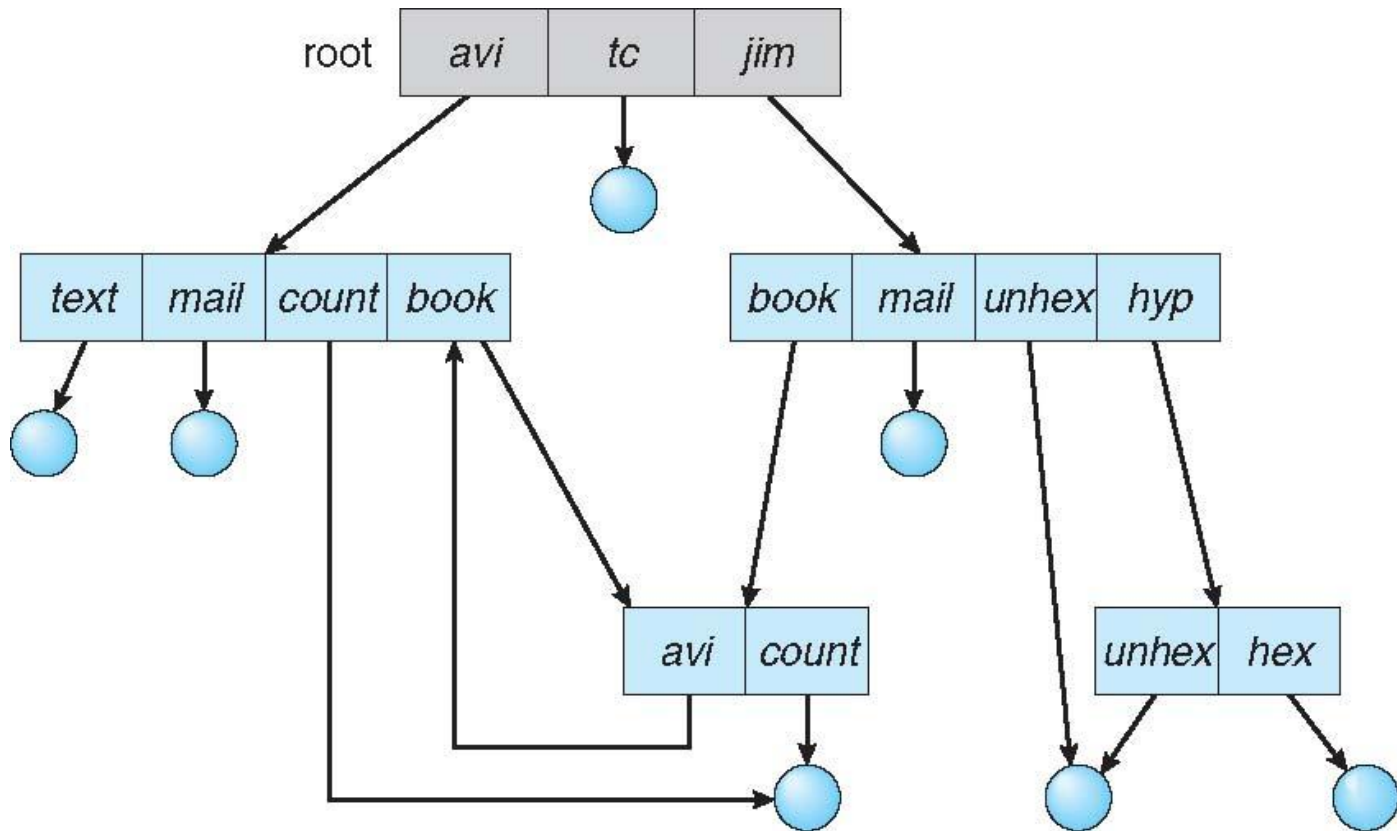 root avi tc jim
text mail count book
book mail unhex hyp
avi count
unhex hex